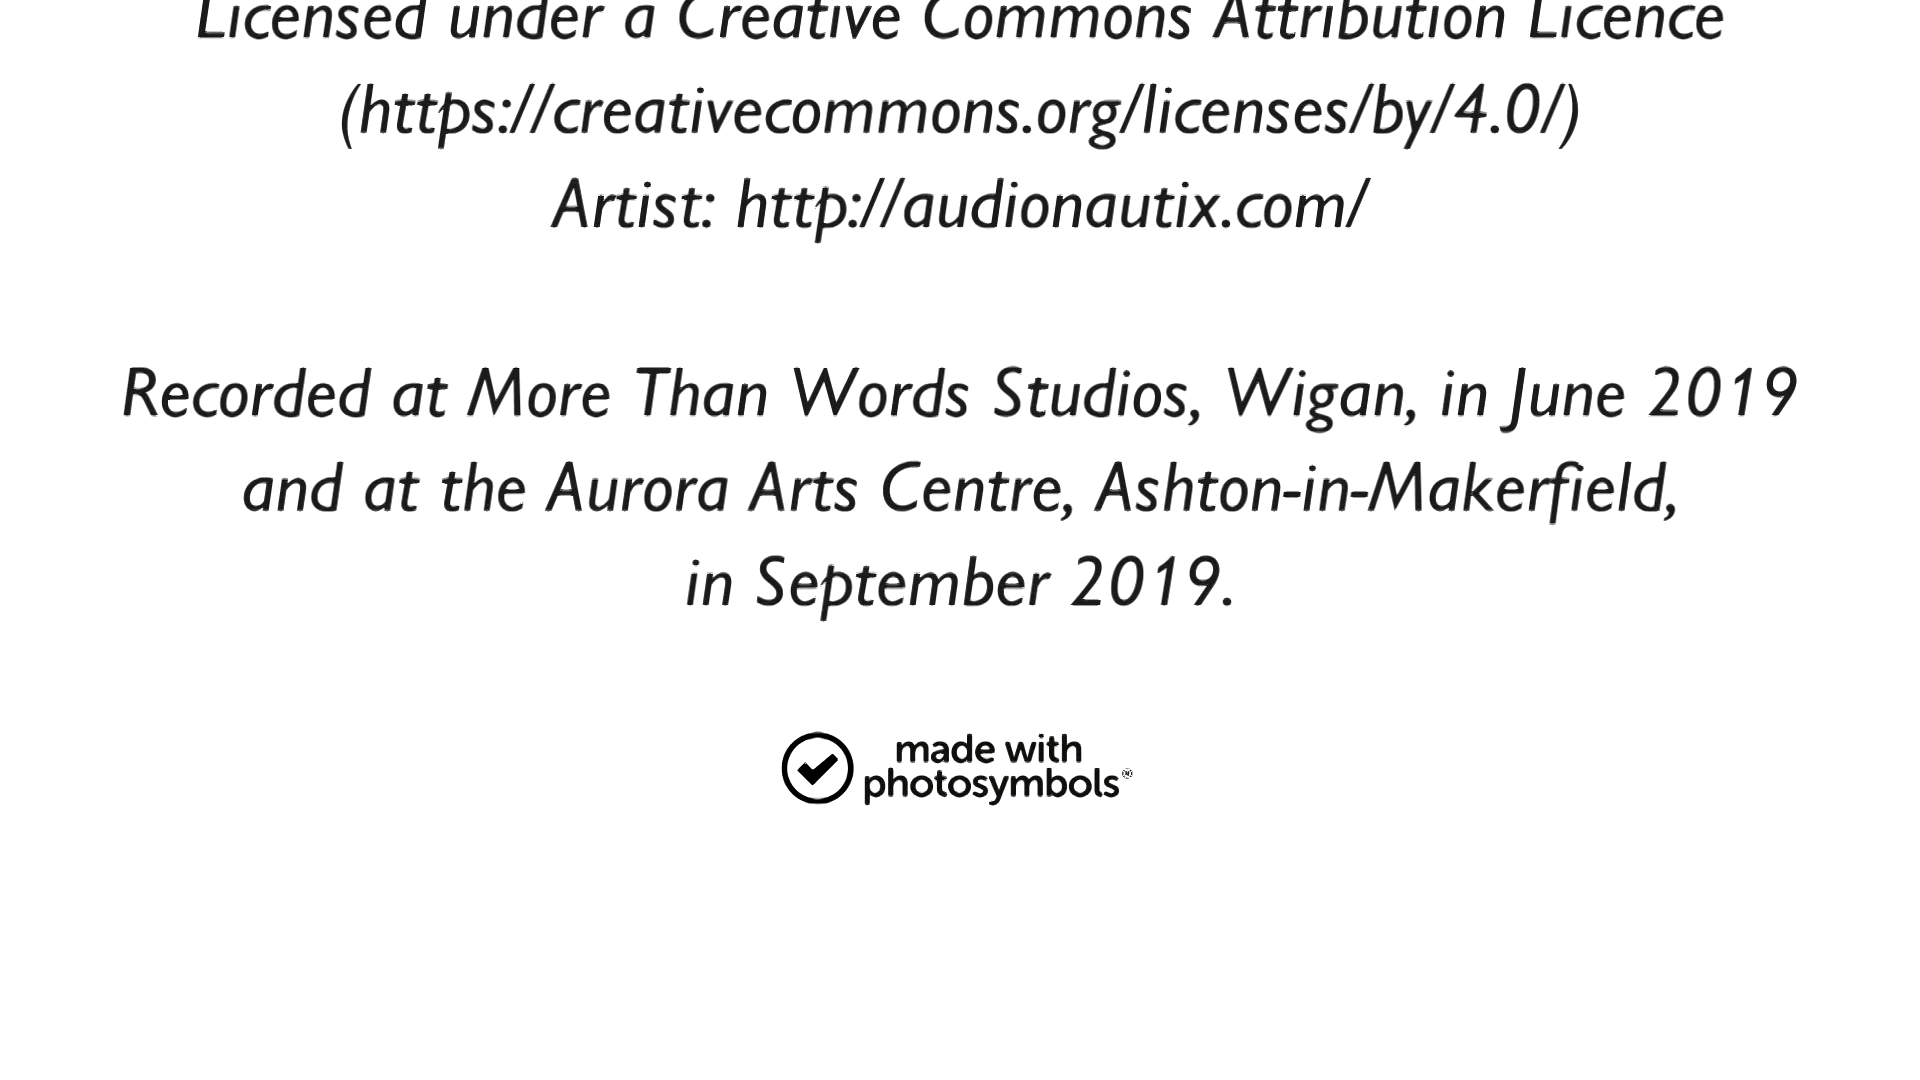 Licensed under a Creative Commons Attribution Licence
(https://creativecommons.org/licenses/by/4.0/)
Artist: http://audionautix.com/
Recorded at More Than Words Studios, Wigan, in June 2019
and at the Aurora Arts Centre, Ashton-in-Makerfield,
in September 2019.
made with
photosymbols®